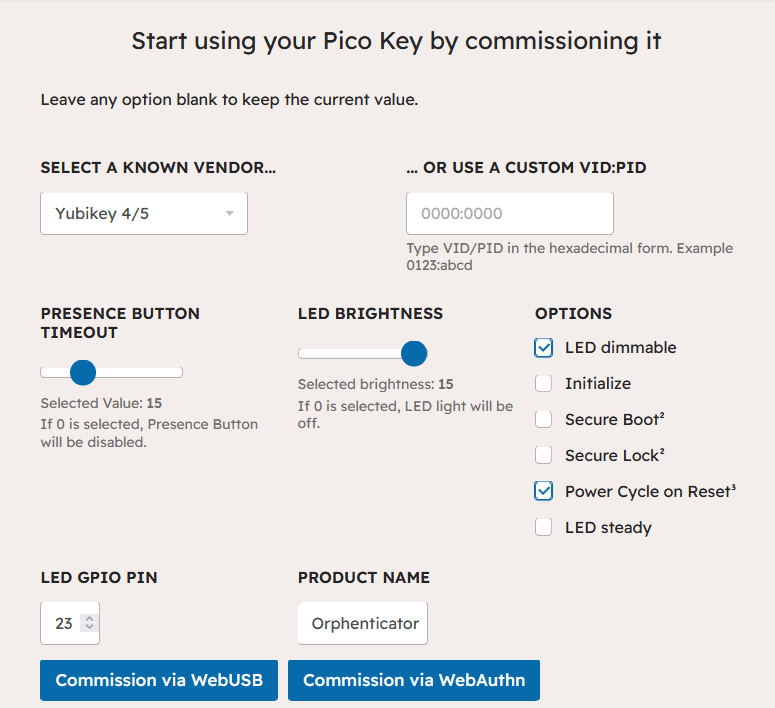 Start using your Pico Key by commissioning it
Leave any option blank to keep the current value.
SELECT A KNOWN VENDOR...
... OR USE A CUSTOM VID:PID
Yubikey 4/5
0000:0000
Type VID/PID in the hexadecimal form. Example
0123:abcd
PRESENCE BUTTON
TIMEOUT
Selected Value: 15
If 0 is selected, Presence Button
will be disabled.
LED BRIGHTNESS
Selected brightness: 15
If 0 is selected, LED light will be
off.
OPTIONS
LED dimmable
Initialize
Secure Boot²
Secure Lock²
Power Cycle on Reset³
LED steady
LED GPIO PIN
23
PRODUCT NAME
Orphenticator
Commission via WebUSB
Commission via WebAuthn